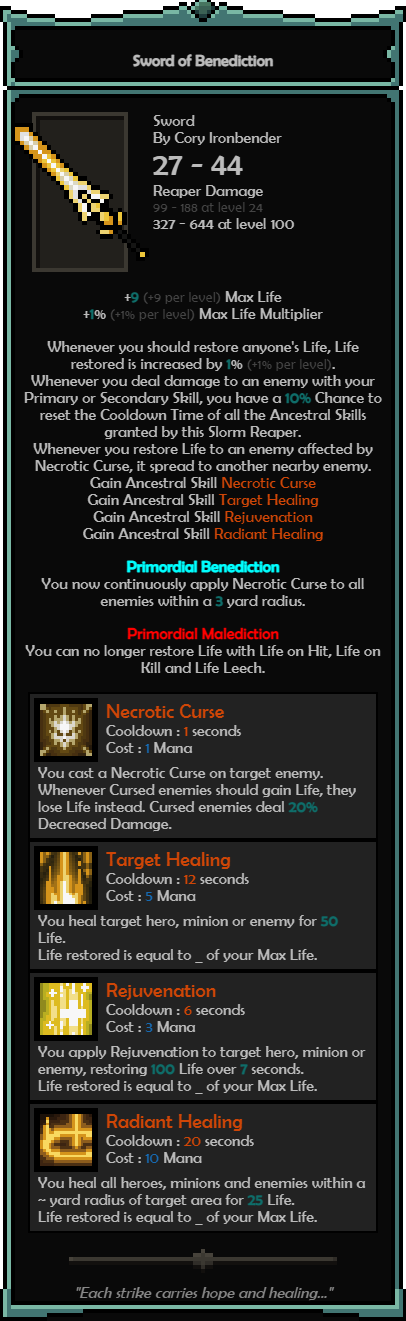 Sword of Benediction
Sword
By Cory Ironbender
27 - 44
Reaper Damage
99 - 188 at level 24
327 - 644 at level 100
+9 (+9 per level) Max Life
+1% (+1% per level) Max Life Multiplier
Whenever you should restore anyone's Life, Life
restored is increased by 1% (+1% per level).
Whenever you deal damage to an enemy with your
Primary or Secondary Skill, you have a 10% Chance to
reset the Cooldown Time of all the Ancestral Skills
granted by this Slorm Reaper.
Whenever you restore Life to an enemy affected by
Necrotic Curse, it spread to another nearby enemy.
Gain Ancestral Skill Necrotic Curse
Gain Ancestral Skill Target Healing
Gain Ancestral Skill Rejuvenation
Gain Ancestral Skill Radiant Healing
Primordial Benediction
You now continuously apply Necrotic Curse to all
enemies within a 3 yard radius.
Primordial Malediction
You can no longer restore Life with Life on Hit, Life on
Kill and Life Leech.
Necrotic Curse
Cooldown : 1 seconds
Cost : 1 Mana
You cast a Necrotic Curse on target enemy.
Whenever Cursed enemies should gain Life, they
lose Life instead. Cursed enemies deal 20%
Decreased Damage.
Target Healing
Cooldown : 12 seconds
Cost : 5 Mana
You heal target hero, minion or enemy for 50
Life.
Life restored is equal to _ of your Max Life.
Rejuvenation
Cooldown : 6 seconds
Cost : 3 Mana
You apply Rejuvenation to target hero, minion or
enemy, restoring 100 Life over 7 seconds.
Life restored is equal to _ of your Max Life.
Radiant Healing
Cooldown : 20 seconds
Cost : 10 Mana
You heal all heroes, minions and enemies within a
~ yard radius of target area for 25 Life.
Life restored is equal to _ of your Max Life.
"Each strike carries hope and healing..."